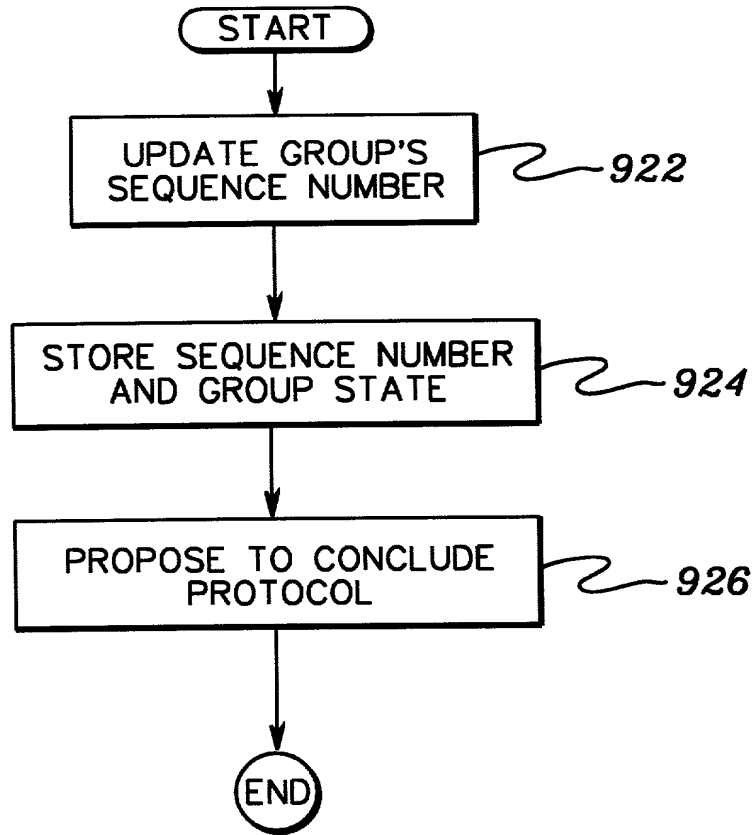 START
UPDATE GROUP'S
SEQUENCE NUMBER
922
STORE SEQUENCE NUMBER
AND GROUP STATE
924
PROPOSE TO CONCLUDE
PROTOCOL
926
END